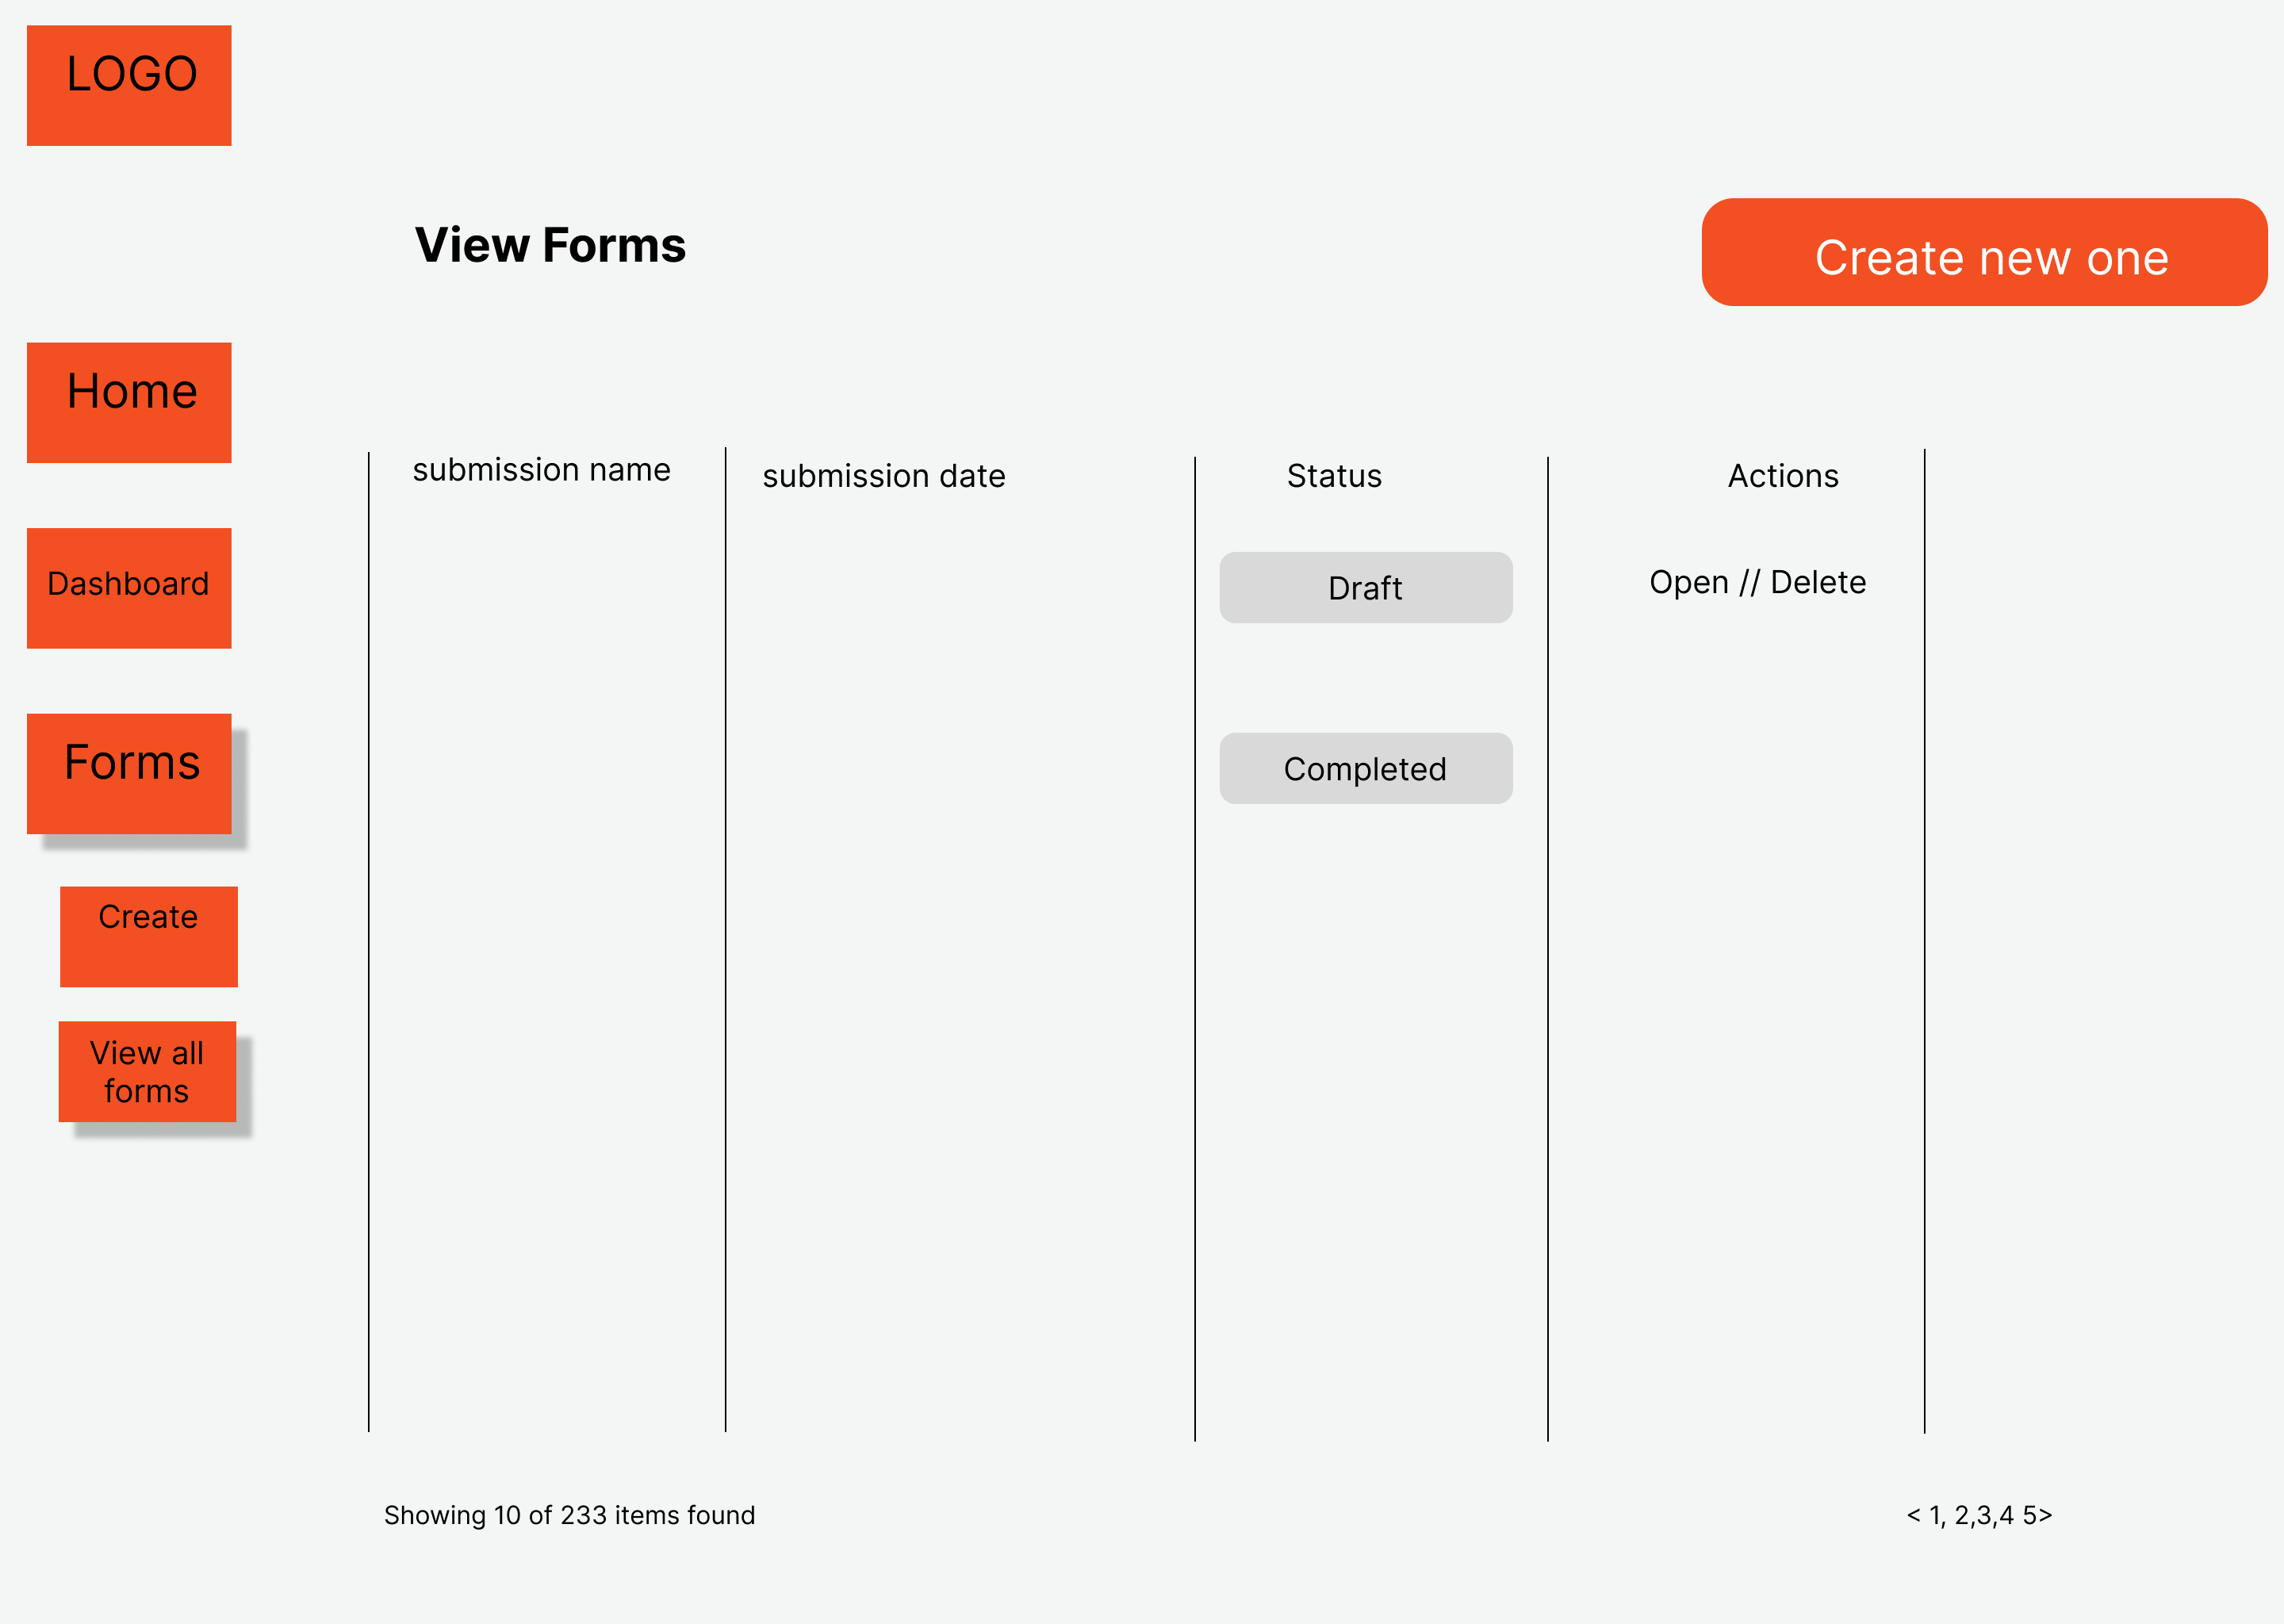 LOGO
View Forms
Create new one
Home
submission name
submission date
Status
Actions
Dashboard
Draft
Open // Delete
Forms
Completed
Create
View all
forms
Showing 10 of 233 items found
< 1, 2,3,4 5>